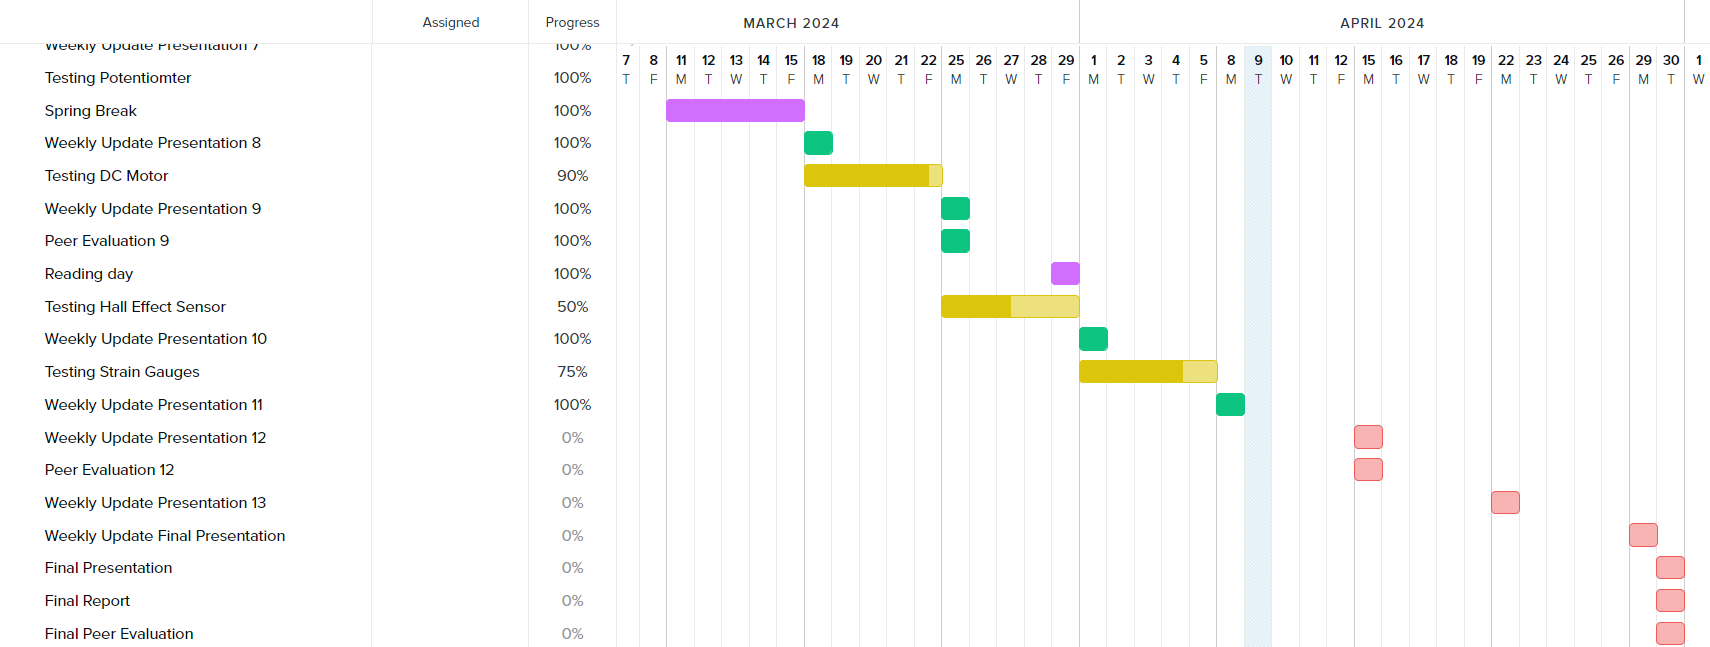 Assigned Progress MARCH 2024 APRIL 2024
Weekly Update Presentation 7 100%
7 8 11 12 13 14 15 18 19 20 21 22 25 26 27 28 29 1 2 3 4 5 8 9 10 11 12 15 16 17 18 19 22 23 24 25 26 29 30 1
Testing Potentiomter 100% T F M T W T F M T W T F M T W T F M T W T F M T W T F M T W T F M T W T F M T W
Spring Break 100%
Weekly Update Presentation 8 100%
Testing DC Motor 90%
Weekly Update Presentation 9 100%
Peer Evaluation 9 100%
Reading day 100%
Testing Hall Effect Sensor 50%
Weekly Update Presentation 10 100%
Testing Strain Gauges 75%
Weekly Update Presentation 11 100%
Weekly Update Presentation 12 0%
Peer Evaluation 12 0%
Weekly Update Presentation 13 0%
Weekly Update Final Presentation 0%
Final Presentation 0%
Final Report 0%
Final Peer Evaluation 0%